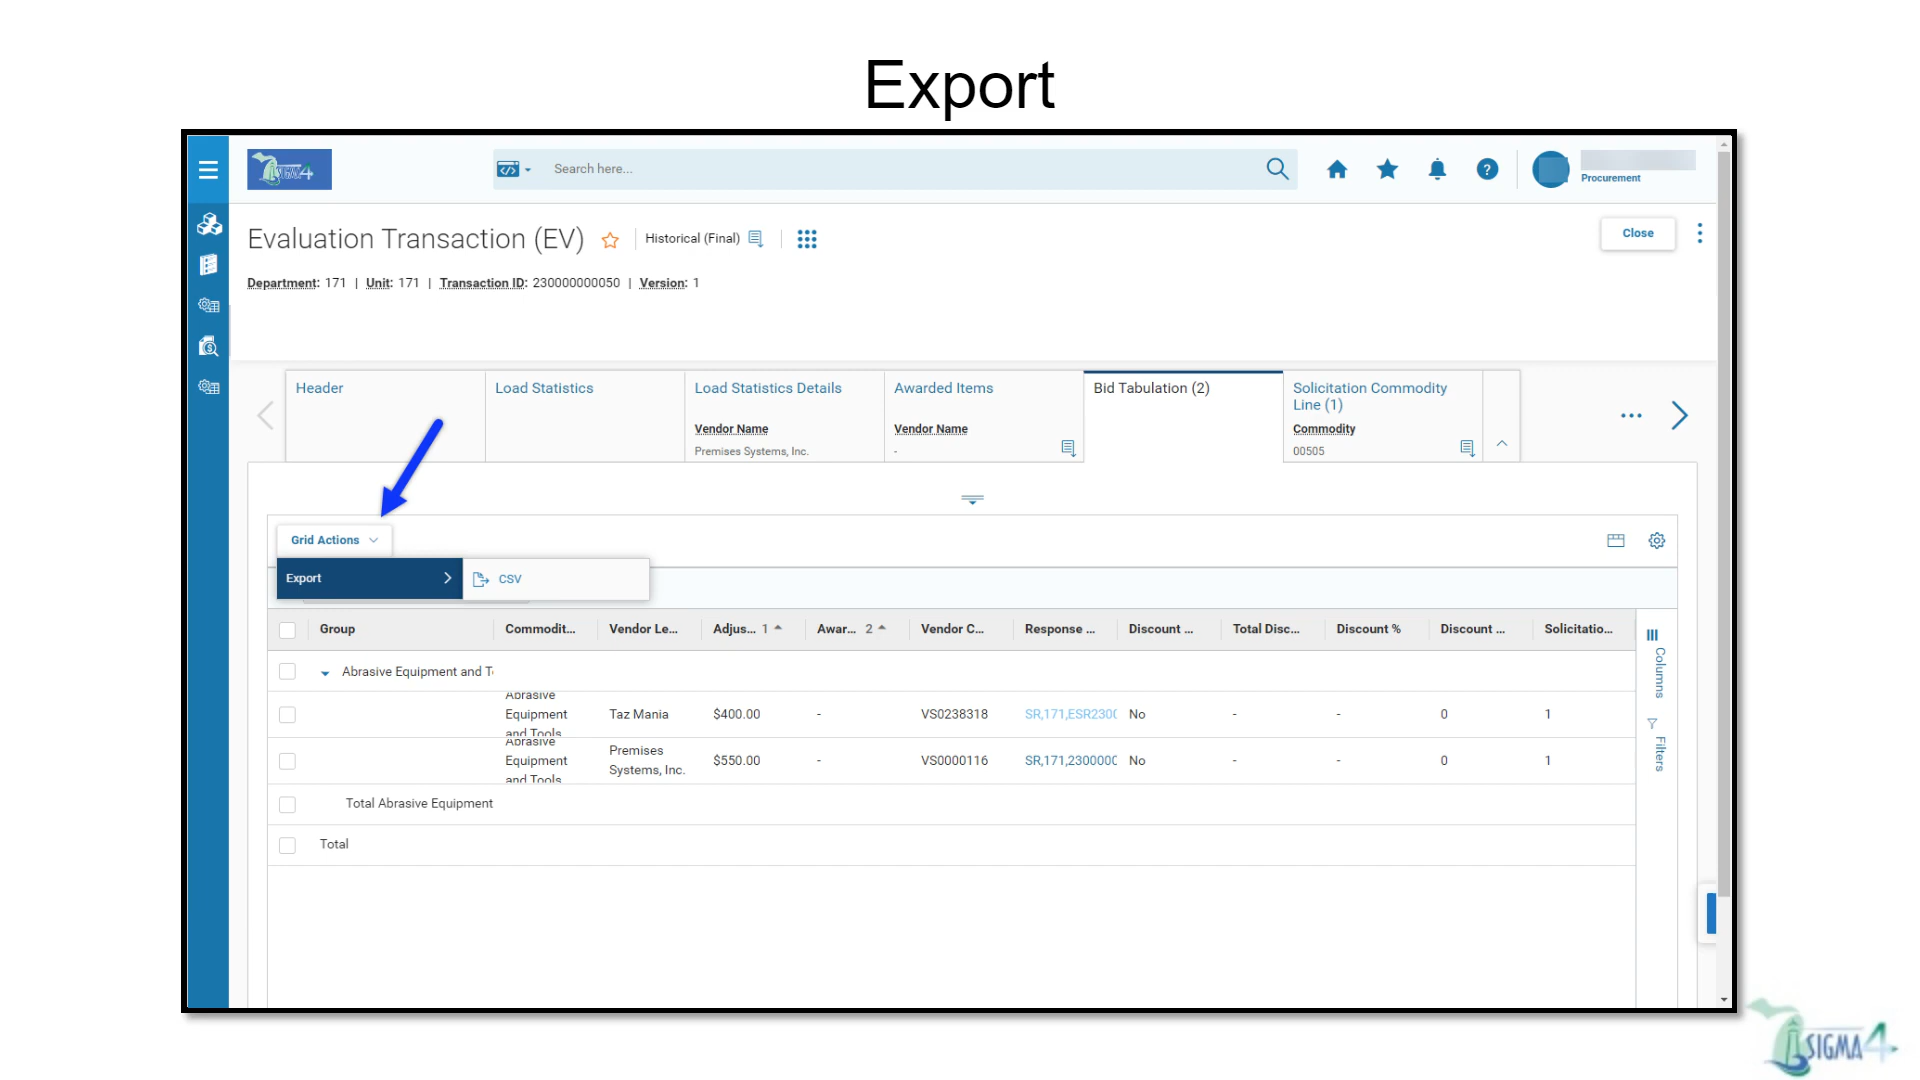 Export
SIGMA4
Search here...
?
Procurement
Evaluation Transaction (EV)
Historical (Final)
Close
Department: 171 | Unit: 171 | Transaction ID: 230000000050 | Version: 1
Header
Load Statistics
Load Statistics Details
Vendor Name
Premises Systems, Inc.
Awarded Items
Vendor Name
-
Bid Tabulation (2)
Solicitation Commodity
Line (1)
Commodity
00505
Grid Actions
Export
CSV
Group Commodit... Vendor Le... Adjus... 1 Awar... 2 Vendor C... Response ... Discount ... Total Disc... Discount % Discount ... Solicitatio...
Abrasive Equipment and T
Abrasive
Equipment
and Tools
Taz Mania $400.00 - VS0238318 SR,171,ESR2300 No - - 0 1
Abrasive
Equipment
and Tools
Premises
Systems, Inc.
$550.00 - VS0000116 SR,171,2300000 No - - 0 1
Total Abrasive Equipment
Total
Columns
Filters
SIGMA4